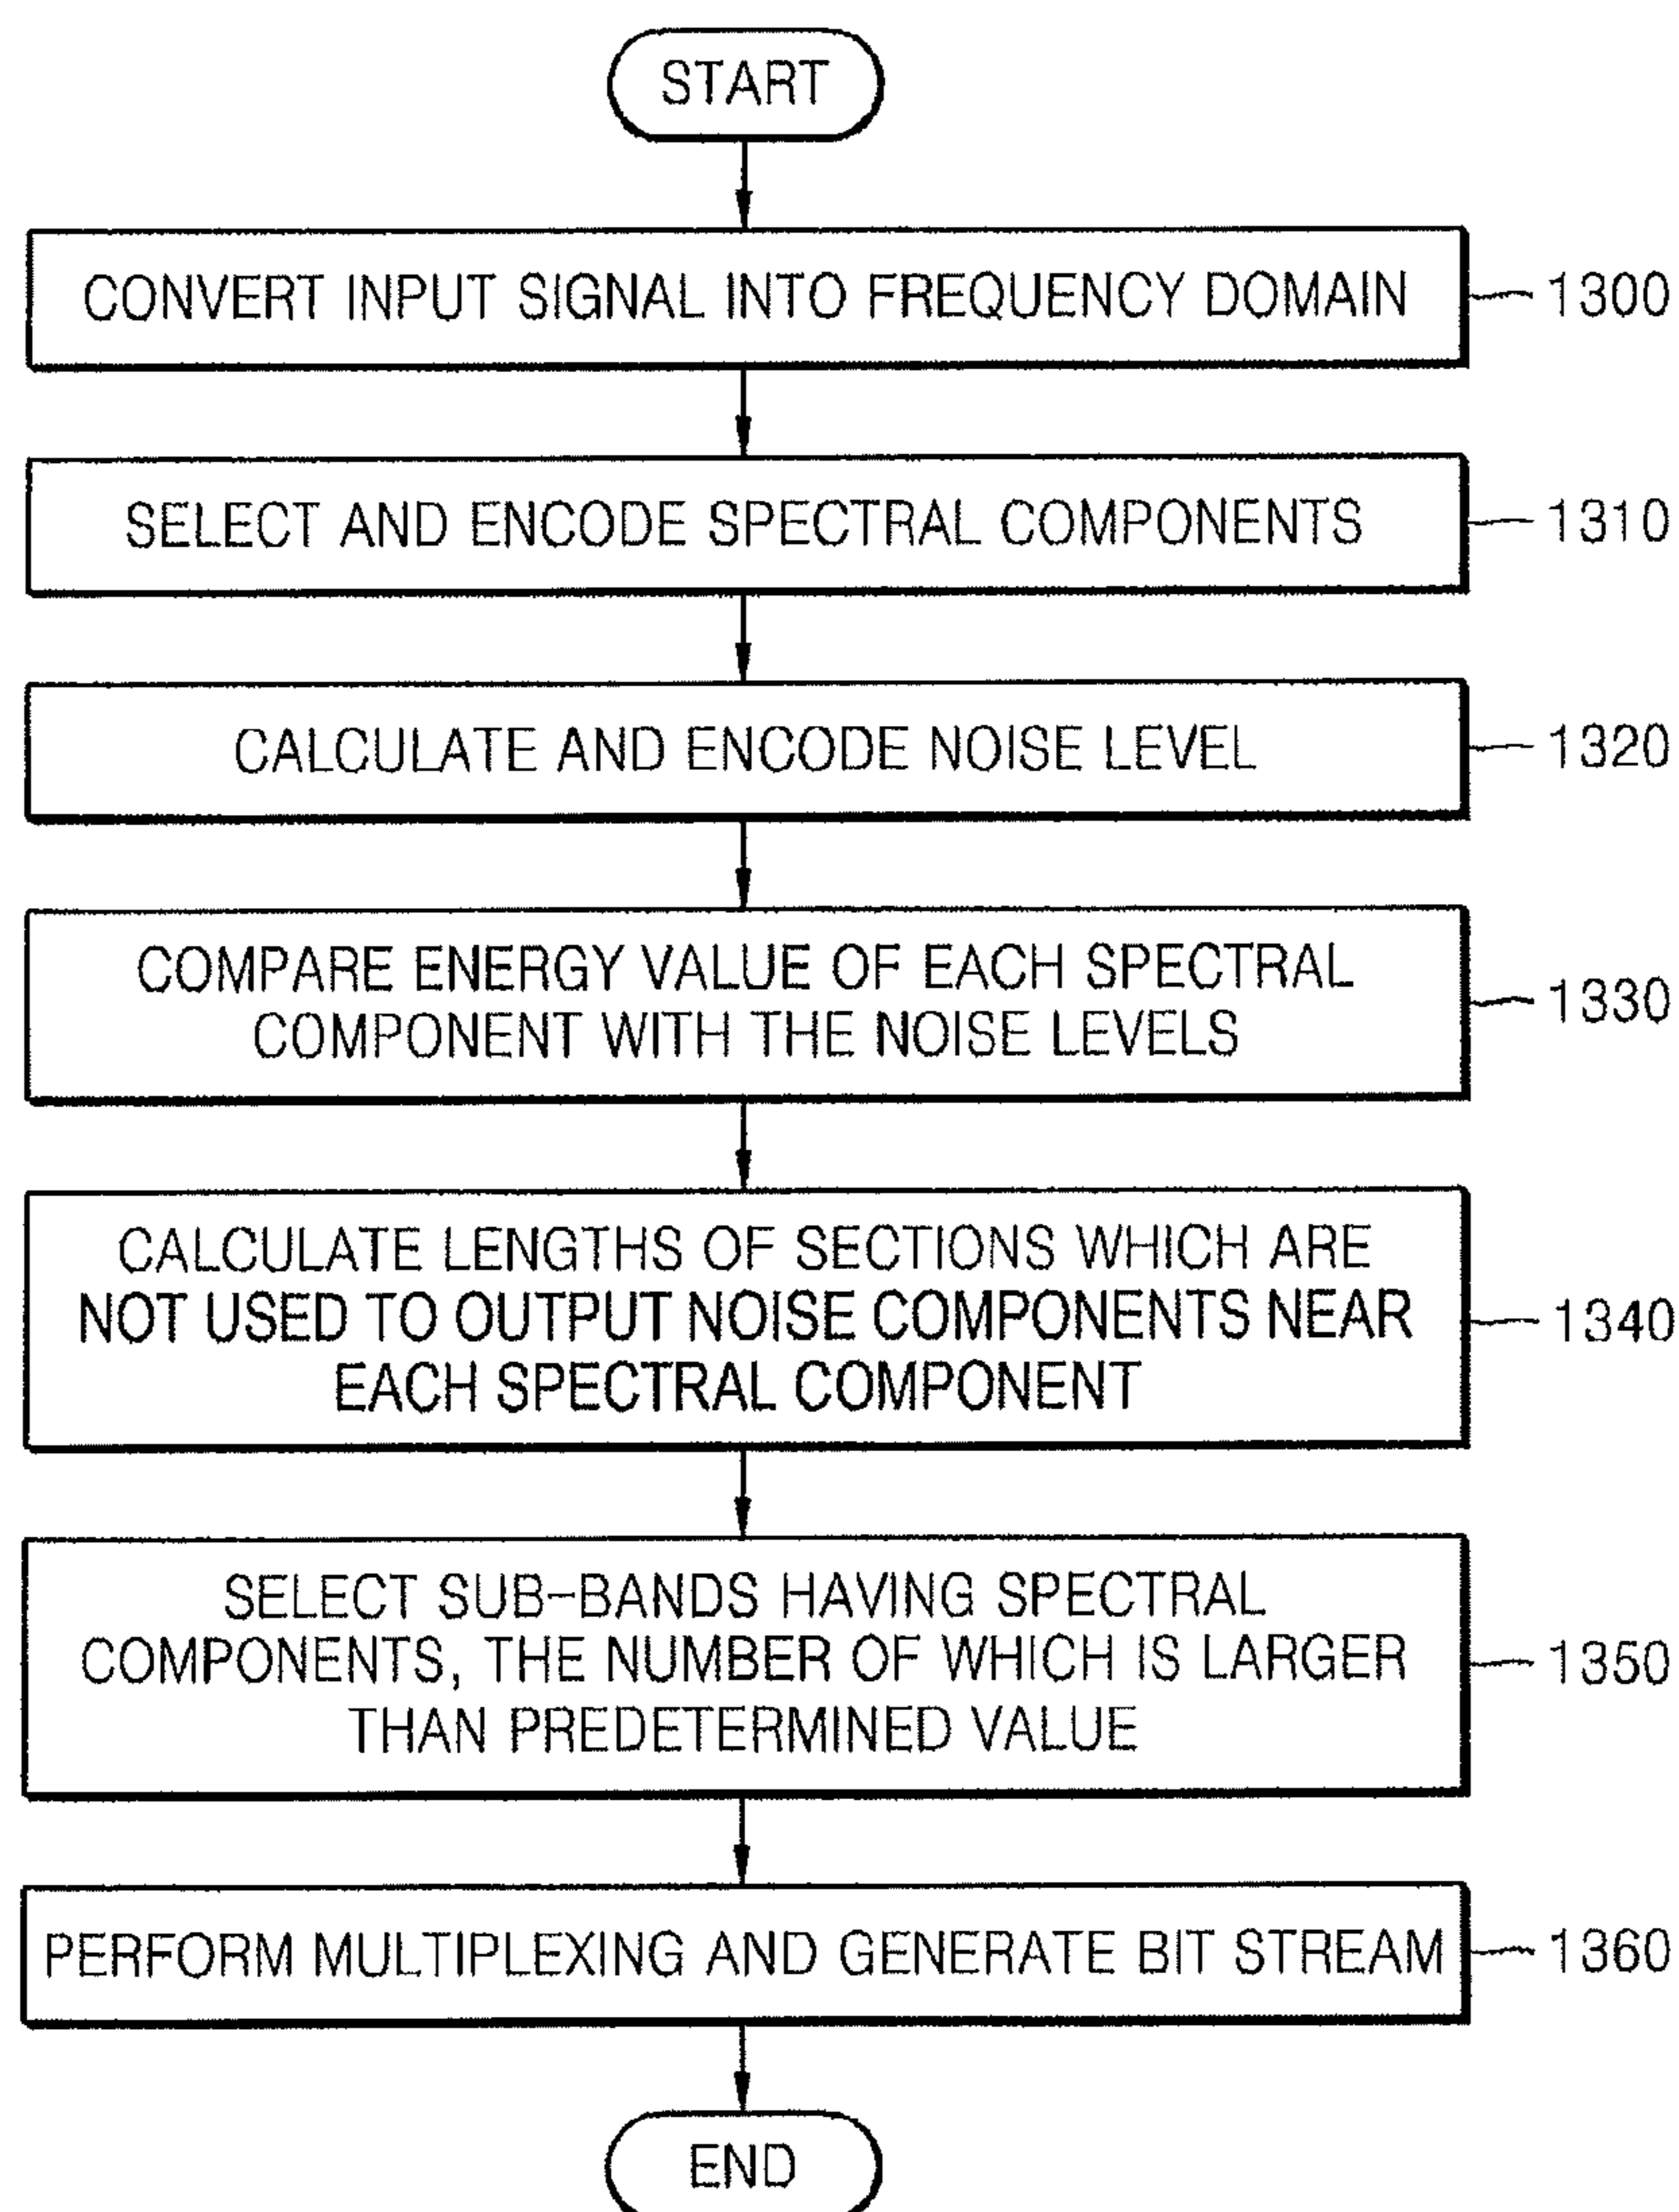 START
CONVERT INPUT SIGNAL INTO FREQUENCY DOMAIN
1300
SELECT AND ENCODE SPECTRAL COMPONENTS
1310
CALCULATE AND ENCODE NOISE LEVEL
1320
COMPARE ENERGY VALUE OF EACH SPECTRAL
COMPONENT WITH THE NOISE LEVELS
1330
CALCULATE LENGTHS OF SECTIONS WHICH ARE
NOT USED TO OUTPUT NOISE COMPONENTS NEAR
EACH SPECTRAL COMPONENT
1340
SELECT SUB-BANDS HAVING SPECTRAL
COMPONENTS, THE NUMBER OF WHICH IS LARGER
THAN PREDETERMINED VALUE
1350
PERFORM MULTIPLEXING AND GENERATE BIT STREAM
1360
END